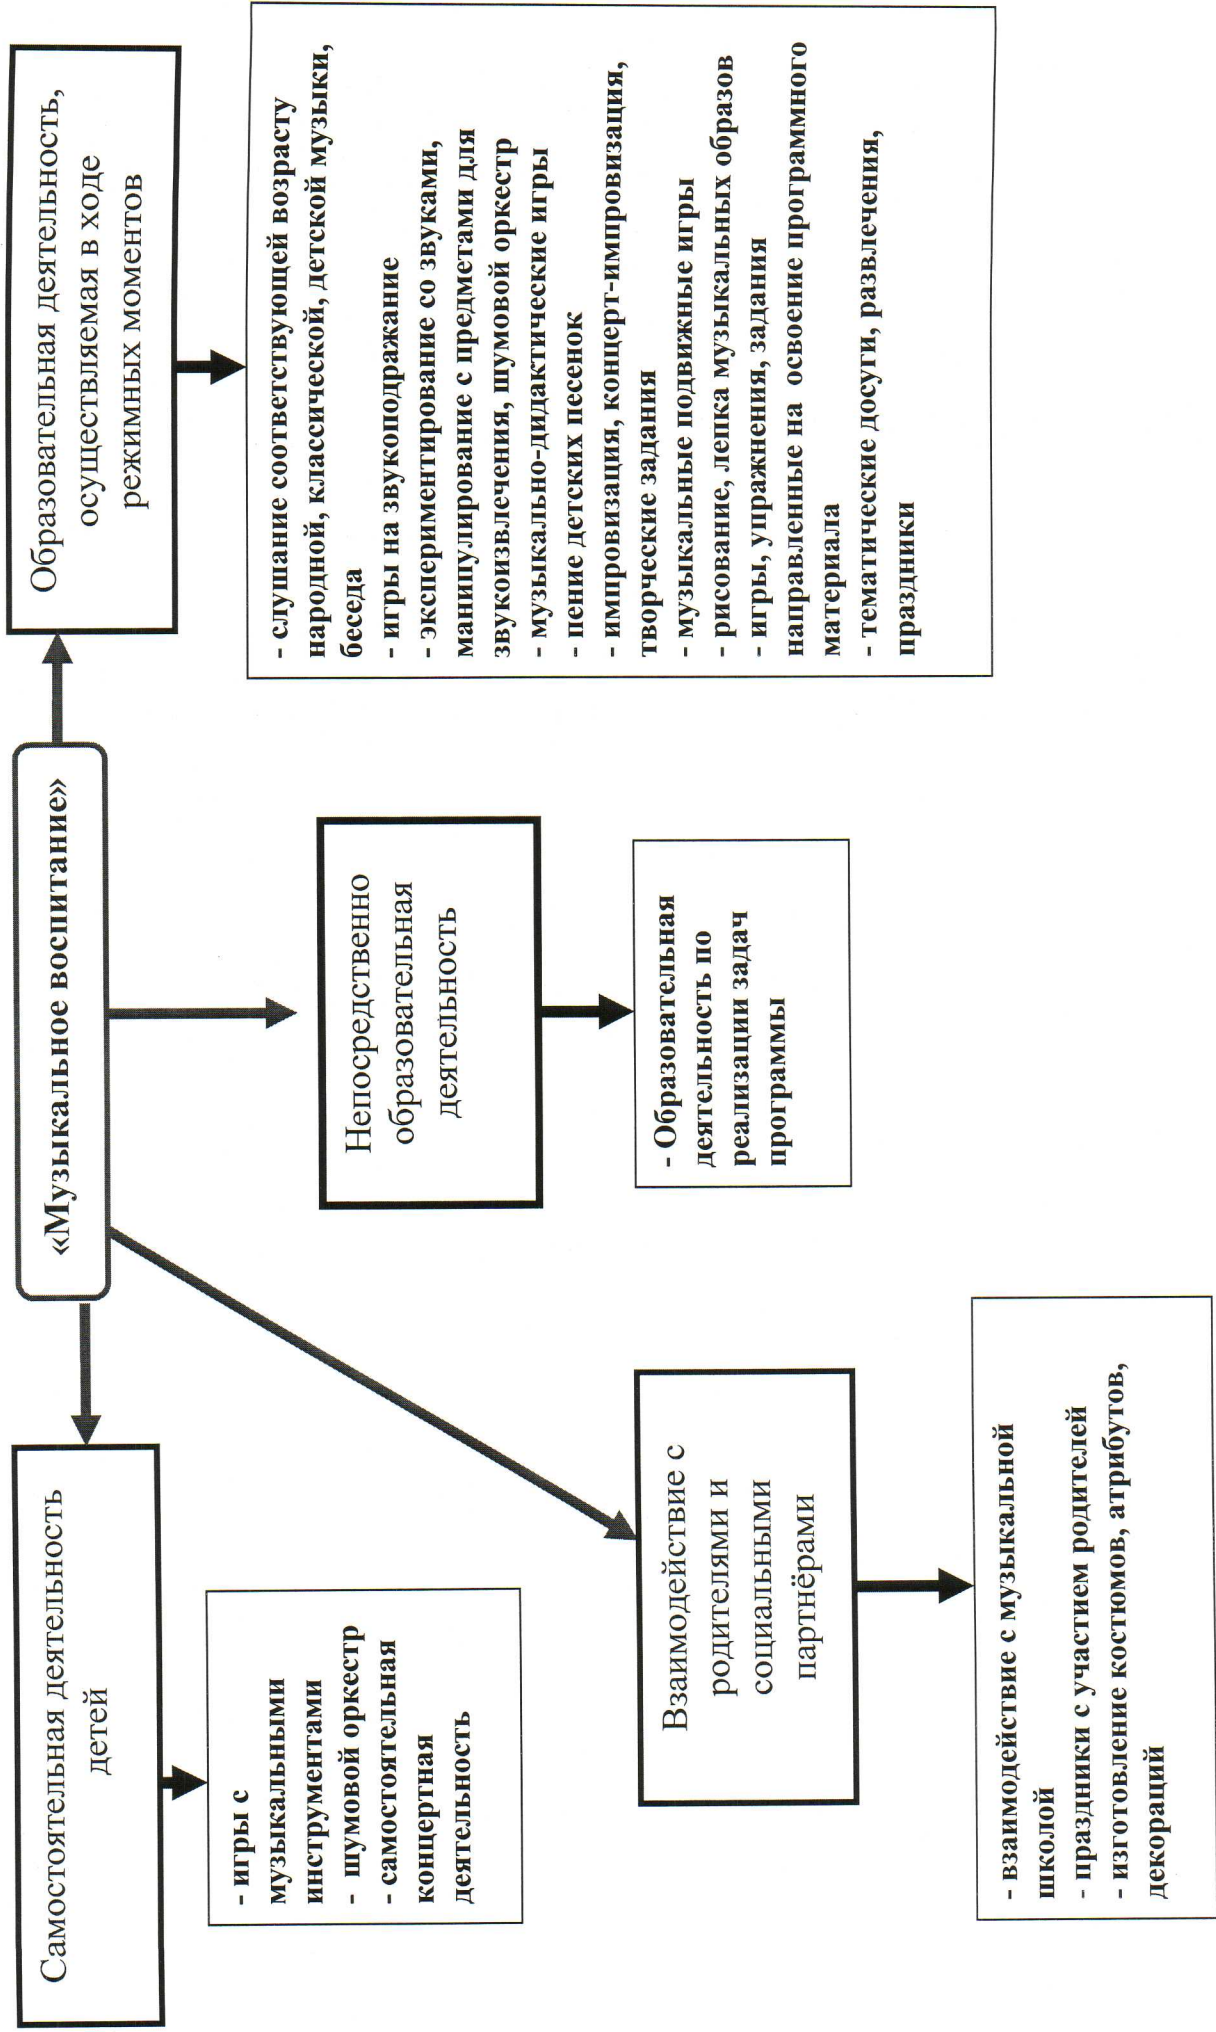 «Музыкальное воспитание»
Самостоятельная деятельность
детей
- игры с
музыкальными
инструментами
- шумовой оркестр
- самостоятельная
концертная
деятельность
Взаимодействие с
родителями и
социальными
партнёрами
- взаимодействие с музыкальной
школой
- праздники с участием родителей
- изготовление костюмов, атрибутов,
декораций
Непосредственно
образовательная
деятельность
- Образовательная
деятельность по
реализации задач
программы
Образовательная деятельность,
осуществляемая в ходе
режимных моментов
- слушание соответствующей возрасту
народной, классической, детской музыки,
беседа
- игры на звукоподражание
- экспериментирование со звуками,
манипулирование с предметами для
звукоизвлечения, шумовой оркестр
- музыкально-дидактические игры
- пение детских песенок
- импровизация, концерт-импровизация,
творческие задания
- музыкальные подвижные игры
- рисование, лепка музыкальных образов
- игры, упражнения, задания
направленные на освоение программного
материала
- тематические досуги, развлечения,
праздники